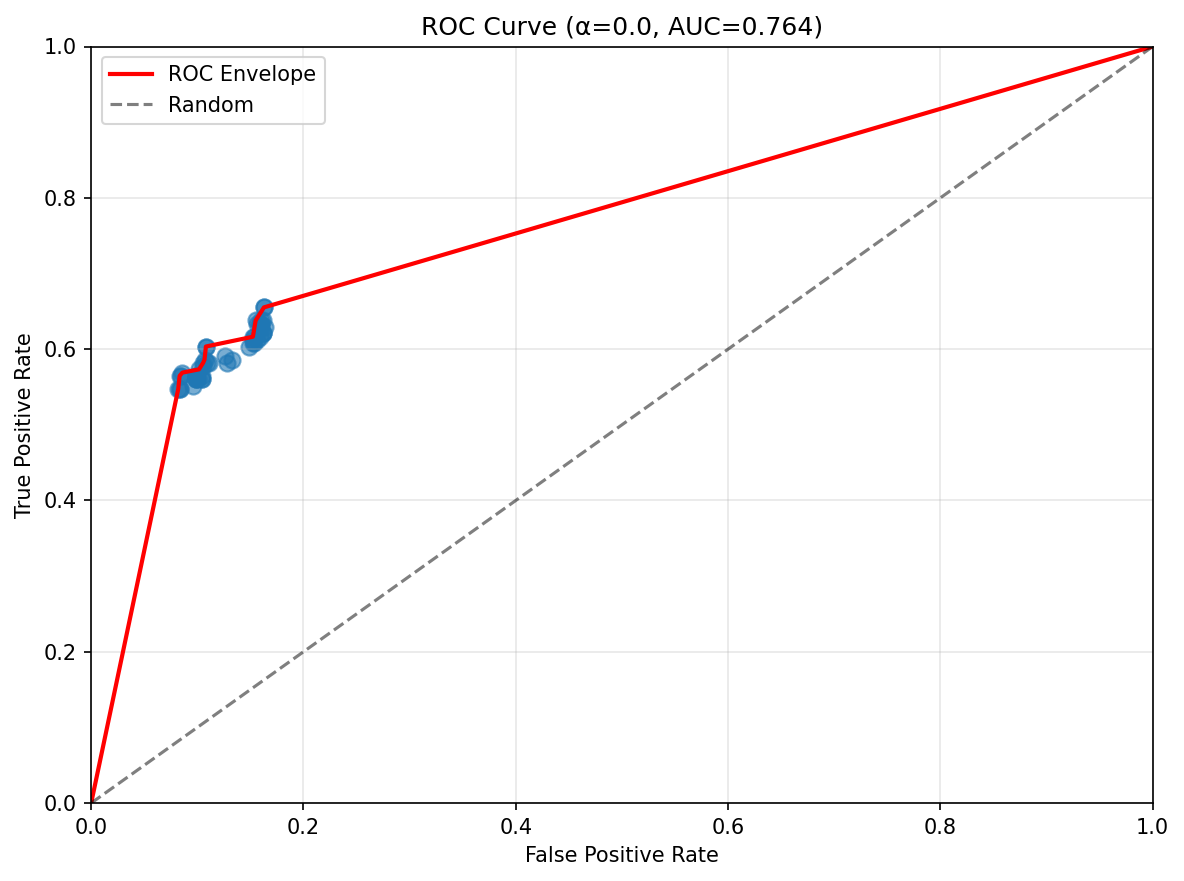 ROC Curve (α=0.0, AUC=0.764)
ROC Envelope
Random
1.0
0.8
0.6
0.4
0.2
0.0
True Positive Rate
0.0 0.2 0.4 0.6 0.8 1.0
False Positive Rate